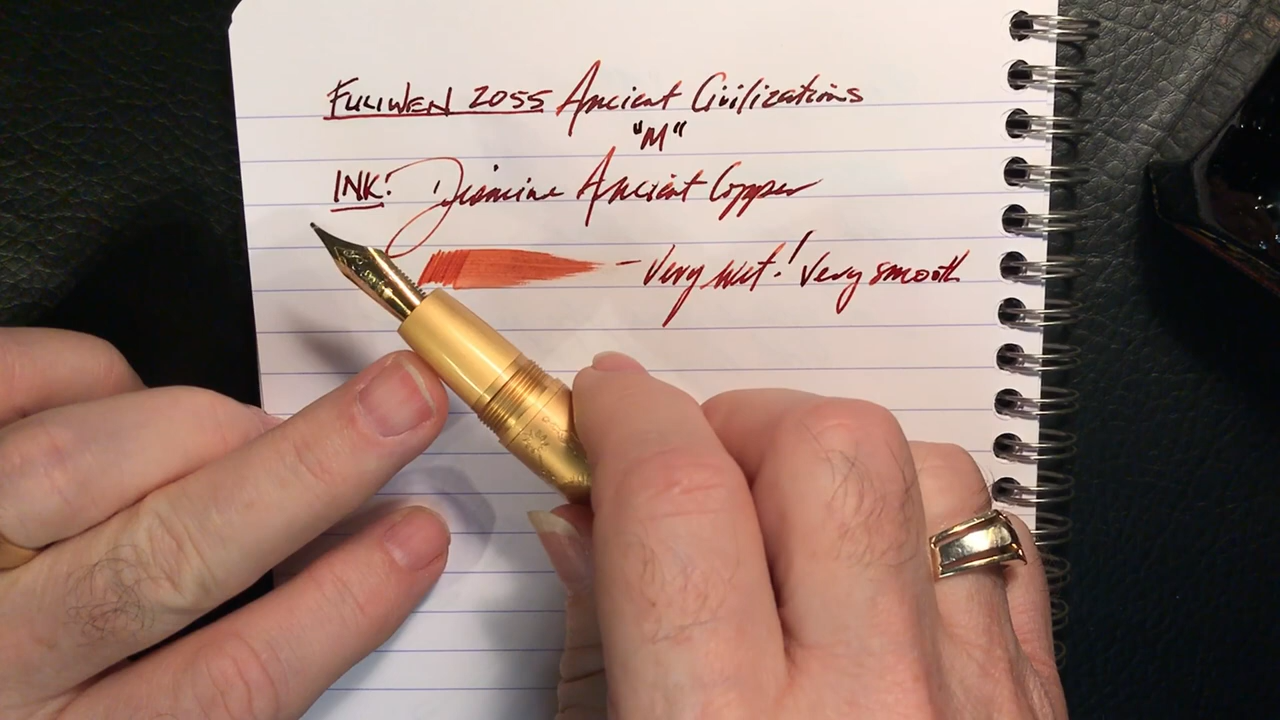 FULIWEN 2055 Ancient Civilizations
"M"
INK: Diamine Ancient Copper
- Very wet! Very smooth